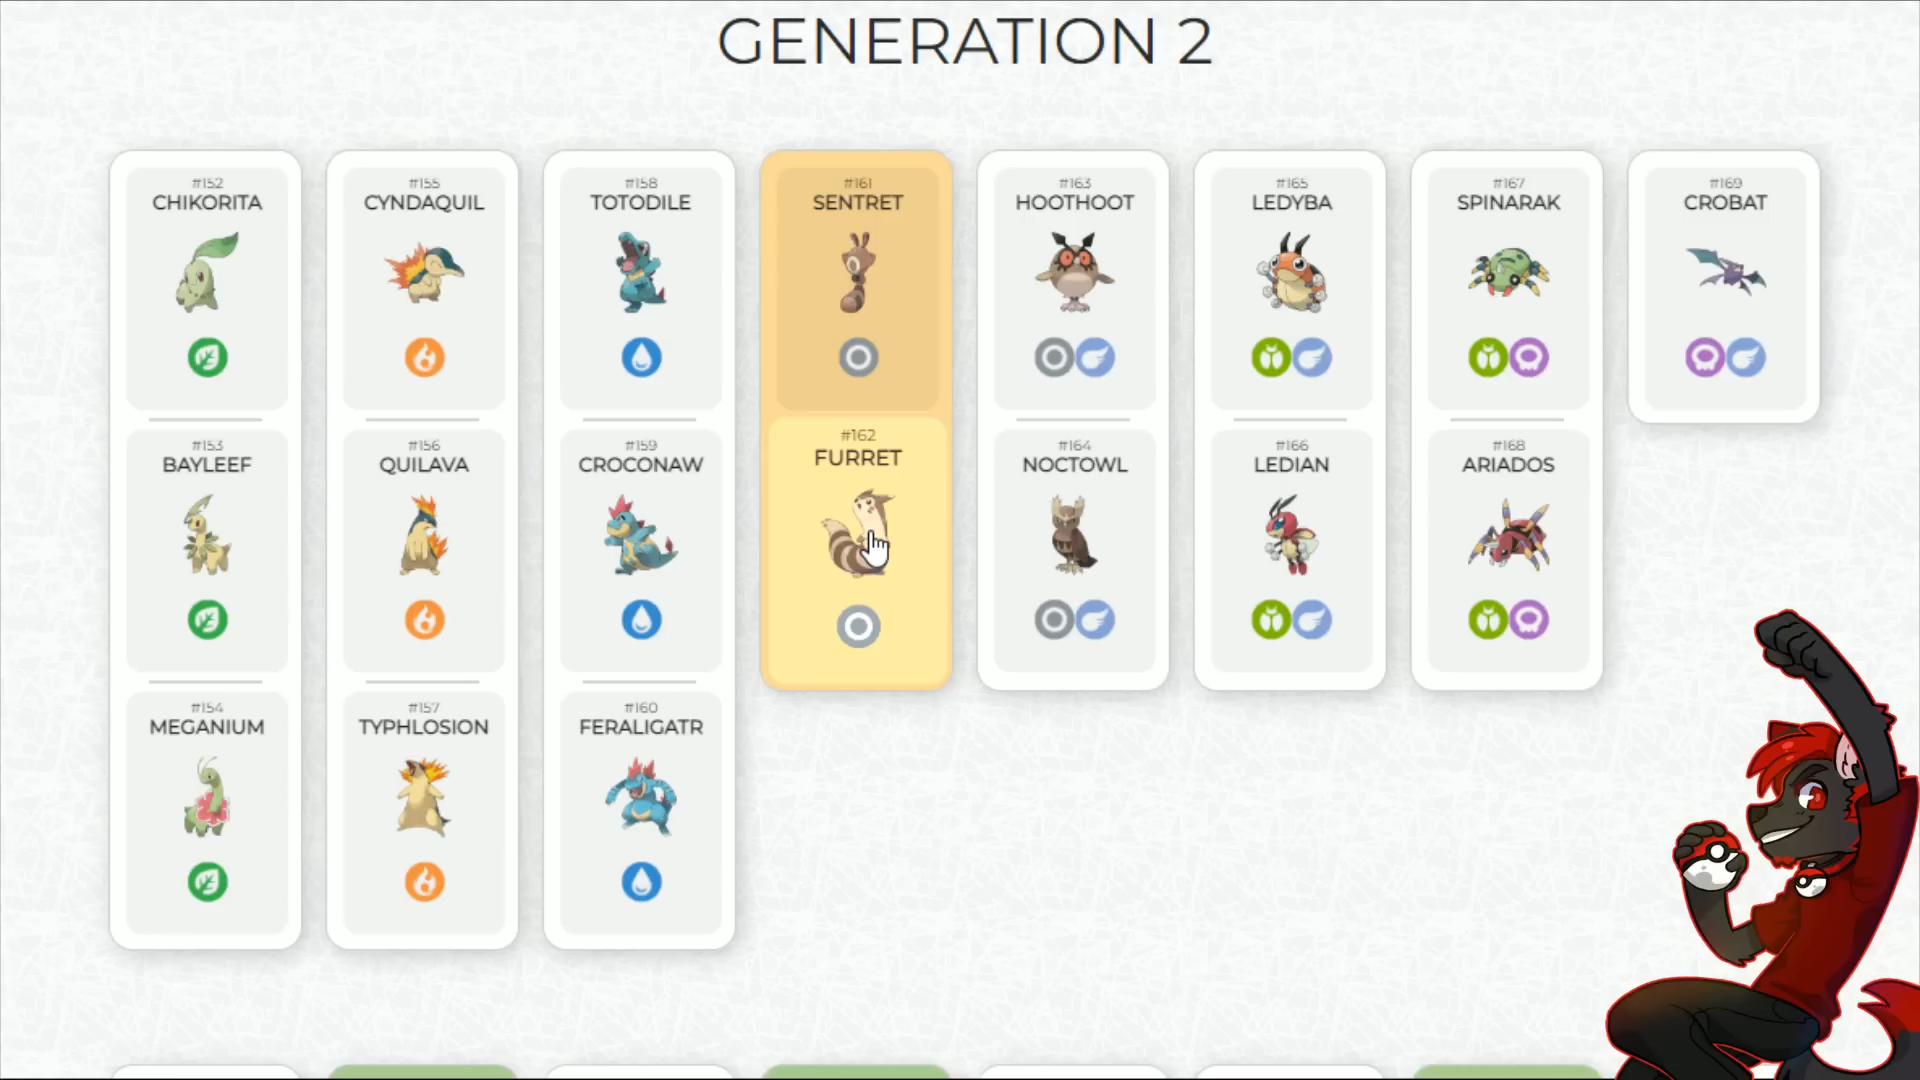 GENERATION 2
#152
CHIKORITA
#153
BAYLEEF
#154
MEGANIUM
#155
CYNDAQUIL
#156
QUILAVA
#157
TYPHLOSION
#158
TOTODILE
#159
CROCONAW
#160
FERALIGATR
#161
SENTRET
#162
FURRET
#163
HOOTHOOT
#164
NOCTOWL
#165
LEDYBA
#166
LEDIAN
#167
SPINARAK
#168
ARIADOS
#169
CROBAT